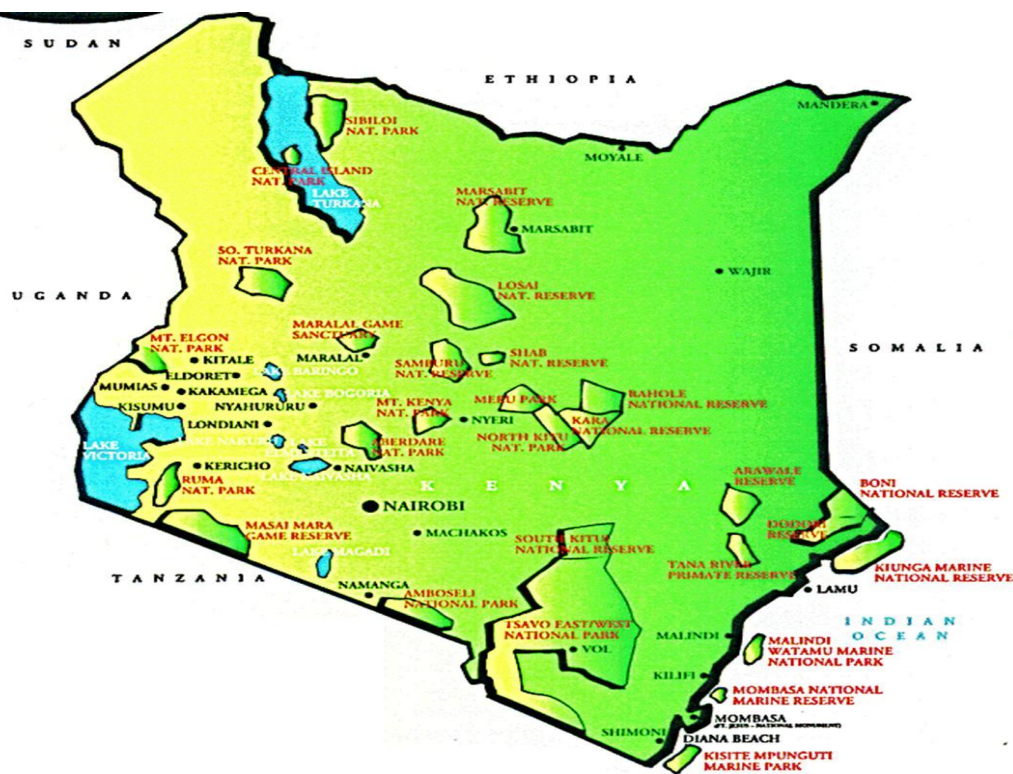 SUDAN
ETHIOPIA
MANDERA
SIBILOI
NAT. PARK
MOYALE
CENTRAL ISLAND
NAT. PARK
LAKE
TURKANA
MARSABIT
NAT. RESERVE
MARSABIT
SO. TURKANA
NAT. PARK
WAJIR
UGANDA
LOSAI
NAT. RESERVE
MARALAL GAME
SANCTUARY
MT. ELGON
NAT. PARK
KITALE
MARALAL
SOMALIA
SHAB
NAT. RESERVE
SAMBURU
NAT. RESERVE
ELDORET
LAKE BARINGO
MUMIAS
KAKAMEGA
LAKE BOGORIA
KISUMU
NYAHURURU
MT. KENYA
NAT. PARK
MERU PARK
RAHOLE
NATIONAL RESERVE
NYERI
KARA
NATIONAL RESERVE
LONDIANI
NORTH KITU
NAT. PARK
ABERDARE
NAT. PARK
LAKE NAKURU
LAKE
LAKE
VICTORIA
KERICHO
NAIVASHA
LAKE NAIVASHA
RUMA
NAT. PARK
KENYA
ARAWALE
RESERVE
BONI
NATIONAL RESERVE
NAIROBI
MASAI MARA
GAME RESERVE
MACHAKOS
DODORI
RESERVE
SOUTH KITUI
NATIONAL RESERVE
LAKE MAGADI
TANA RIVER
PRIMATE RESERVE
KIUNGA MARINE
NATIONAL RESERVE
TANZANIA
NAMANGA
LAMU
AMBOSELI
NATIONAL PARK
INDIAN
OCEAN
TSAVO EAST/WEST
NATIONAL PARK
VOL
MALINDI
MALINDI
WATAMU MARINE
NATIONAL PARK
KILIFI
MOMBASA NATIONAL
MARINE RESERVE
MOMBASA
(FT. JESUS - NATIONAL MONUMENT)
SHIMONI
DIANA BEACH
KISITE MPUNGUTI
MARINE PARK